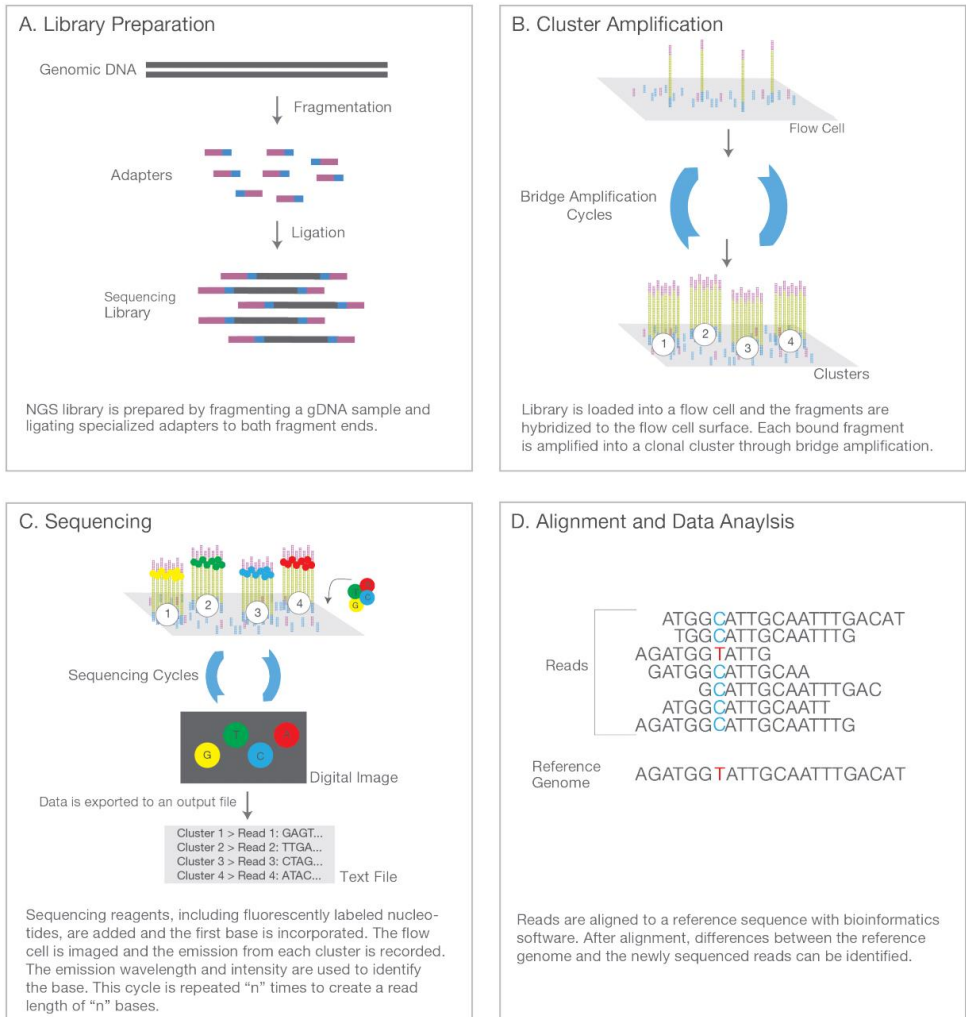 A. Library Preparation
Genomic DNA
Fragmentation
Adapters
Ligation
Sequencing
Library
NGS library is prepared by fragmenting a gDNA sample and
ligating specialized adapters to both fragment ends.
B. Cluster Amplification
Flow Cell
Bridge Amplification
Cycles
1
2
3
4
Clusters
Library is loaded into a flow cell and the fragments are
hybridized to the flow cell surface. Each bound fragment
is amplified into a clonal cluster through bridge amplification.
C. Sequencing
1
2
3
4
G
C
Sequencing Cycles
G
T
C
A
Digital Image
Data is exported to an output file
Cluster 1 > Read 1: GAGT...
Cluster 2 > Read 2: TTGA...
Cluster 3 > Read 3: CTAG...
Cluster 4 > Read 4: ATAC...
Text File
Sequencing reagents, including fluorescently labeled nucleo-
tides, are added and the first base is incorporated. The flow
cell is imaged and the emission from each cluster is recorded.
The emission wavelength and intensity are used to identify
the base. This cycle is repeated “n” times to create a read
length of “n” bases.
D. Alignment and Data Anaylsis
Reads
ATGGCATTGCAATTTGACAT
TGGCATTGCAATTTG
AGATGGTATTG
GATGGCATTGCAA
GCATTGCAATTTGAC
ATGGCATTGCAATT
AGATGGCATTGCAATTTG
Reference
Genome
AGATGGTATTGCAATTTGACAT
Reads are aligned to a reference sequence with bioinformatics
software. After alignment, differences between the reference
genome and the newly sequenced reads can be identified.